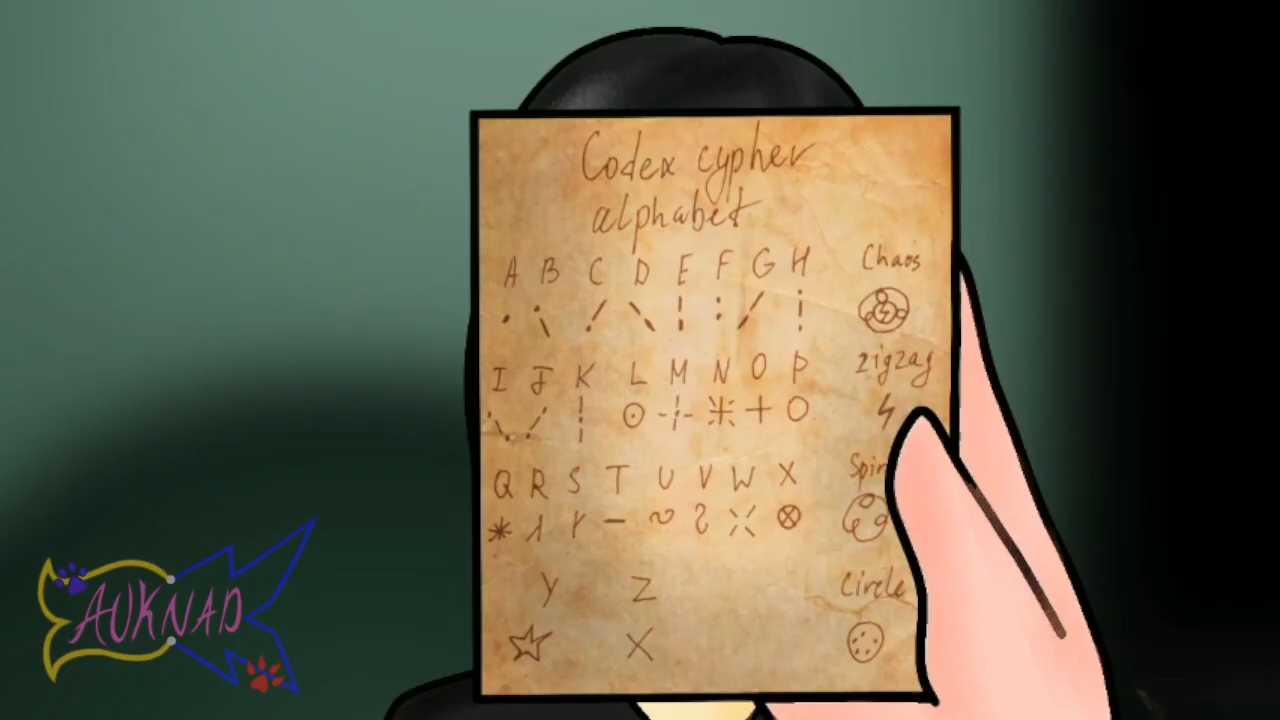 Codex cypher
alphabet
A B C D E F G H
Chaos
I J K L M N O P
zigzag
Q R S T U V W X
Y Z
Circle
AUKNAD